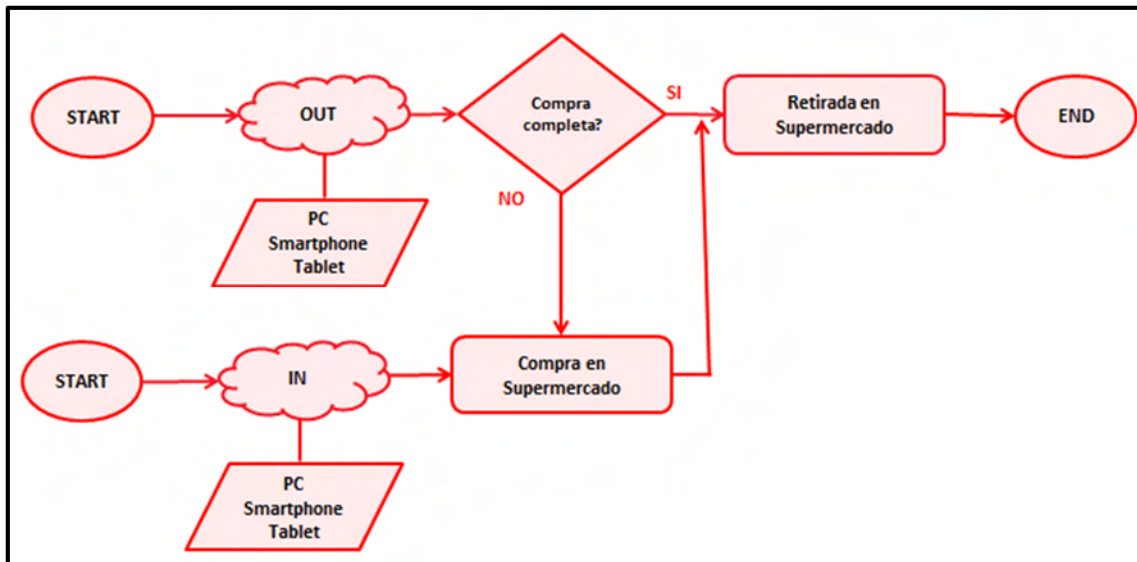 START
OUT
Compra
completa?
SI
Retirada en
Supermercado
END
NO
PC
Smartphone
Tablet
START
IN
Compra en
Supermercado
PC
Smartphone
Tablet